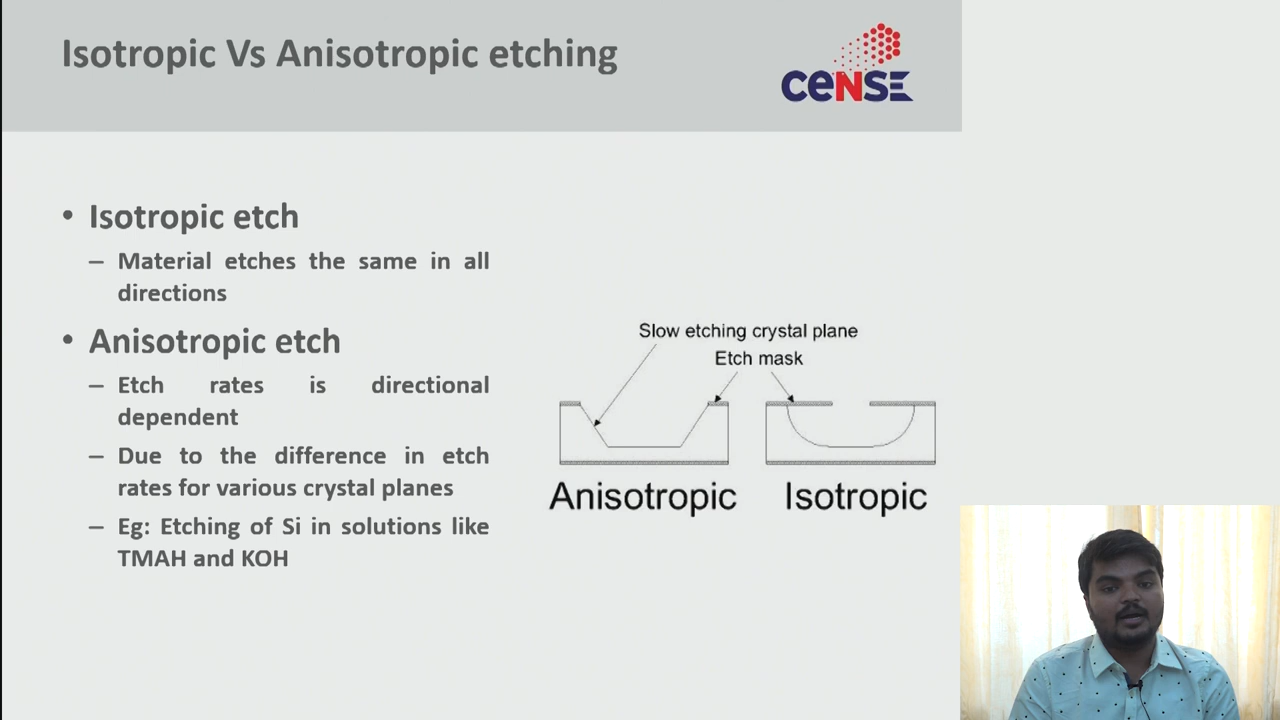 Isotropic Vs Anisotropic etching
ceNSE
• Isotropic etch
– Material etches the same in all
directions
• Anisotropic etch
– Etch rates is directional
dependent
– Due to the difference in etch
rates for various crystal planes
– Eg: Etching of Si in solutions like
TMAH and KOH
Slow etching crystal plane
Etch mask
Anisotropic
Isotropic